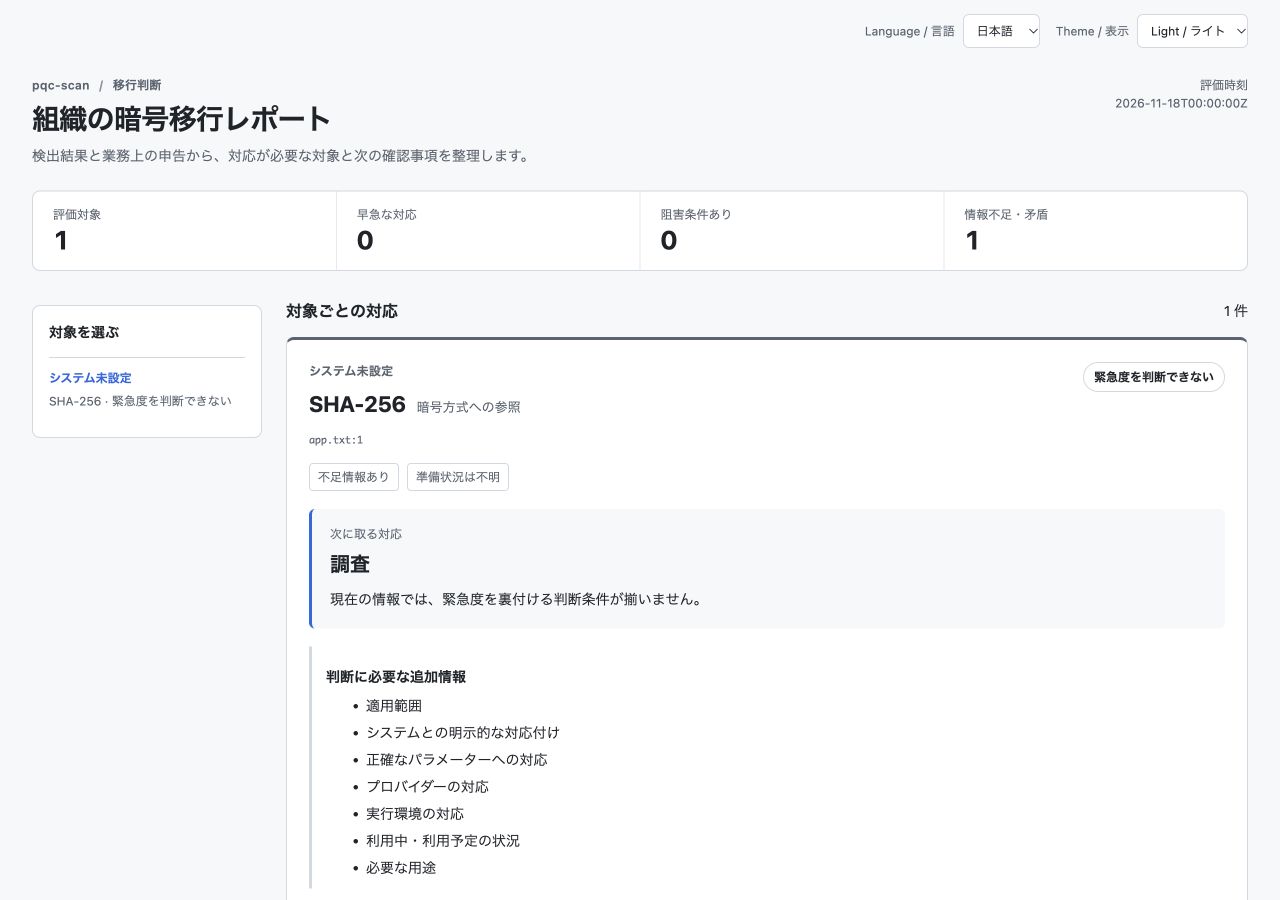 Language / 言語 日本語 Theme / 表示 Light / ライト
pqc-scan / 移行判断
組織の暗号移行レポート
検出結果と業務上の申告から、対応が必要な対象と次の確認事項を整理します。
評価時刻
2026-11-18T00:00:00Z
評価対象
1
早急な対応
0
阻害条件あり
0
情報不足・矛盾
1
対象を選ぶ
システム未設定
SHA-256 · 緊急度を判断できない
対象ごとの対応
1 件
システム未設定
緊急度を判断できない
SHA-256 暗号方式への参照
app.txt:1
不足情報あり 準備状況は不明
次に取る対応
調査
現在の情報では、緊急度を裏付ける判断条件が揃いません。
判断に必要な追加情報
• 適用範囲
• システムとの明示的な対応付け
• 正確なパラメーターへの対応
• プロバイダーの対応
• 実行環境の対応
• 利用中・利用予定の状況
• 必要な用途